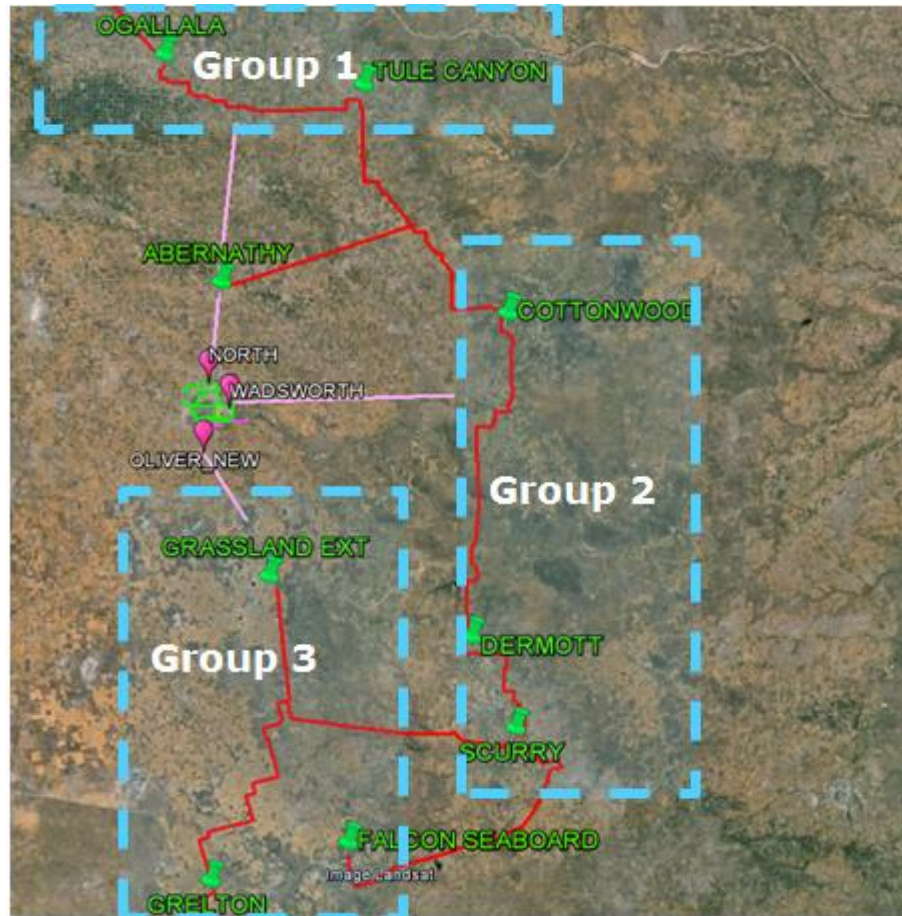 OGALLALA
Group 1
TULE CANYON
ABERNATHY
COTTONWOOD
NORTH
WADSWORTH
OLIVER_NEW
Group 2
GRASSLAND EXT
Group 3
DERMOTT
SCURRY
FALCON SEABOARD
Image Landsat
GRELTON